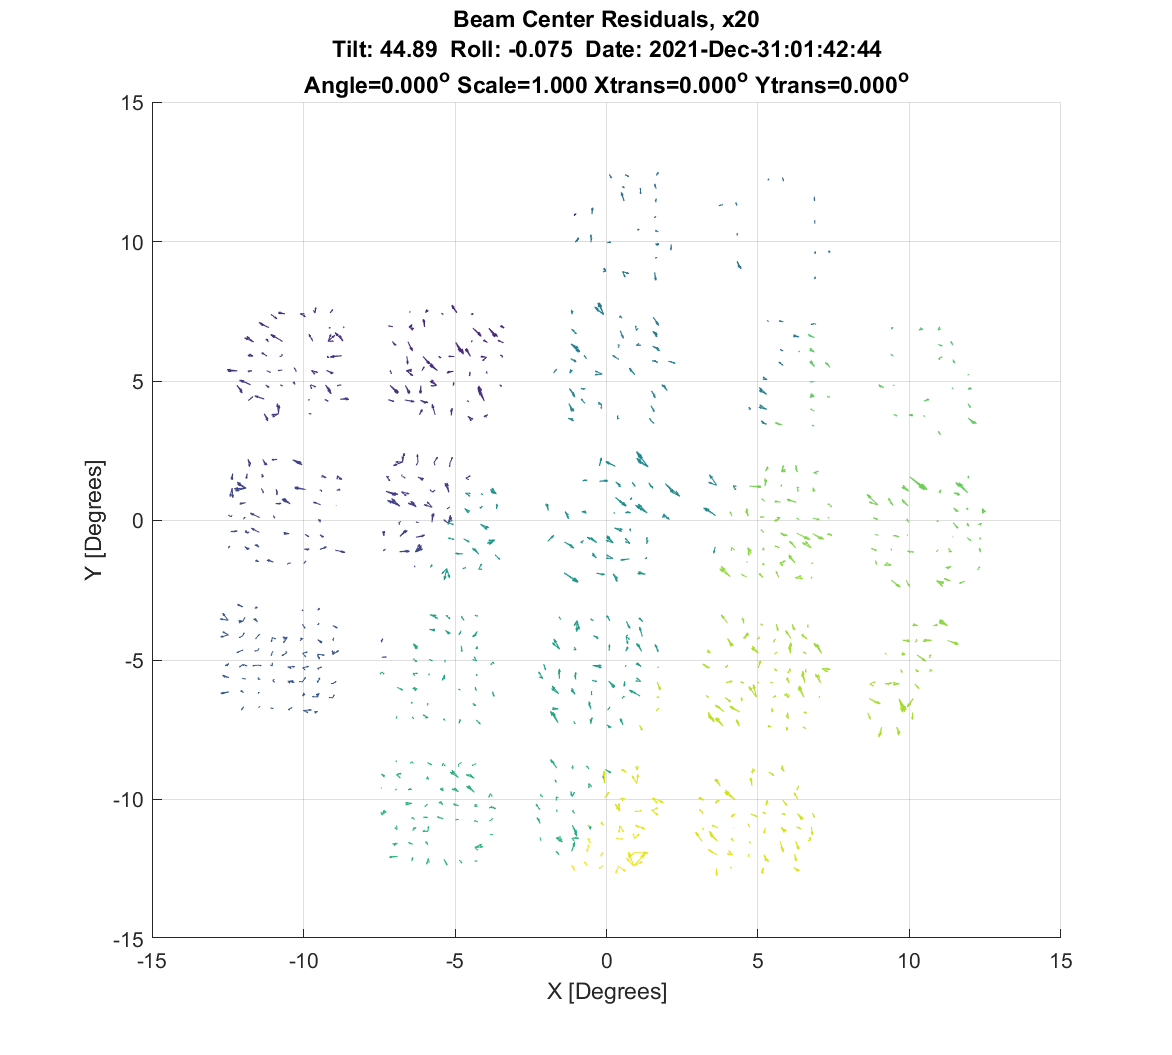 Beam Center Residuals, x20
Tilt: 44.89 Roll: -0.075 Date: 2021-Dec-31:01:42:44
Angle=0.000° Scale=1.000 Xtrans=0.000° Ytrans=0.000°
15
10
5
0
-5
-10
-15
Y [Degrees]
-15 -10 -5 0 5 10 15
X [Degrees]